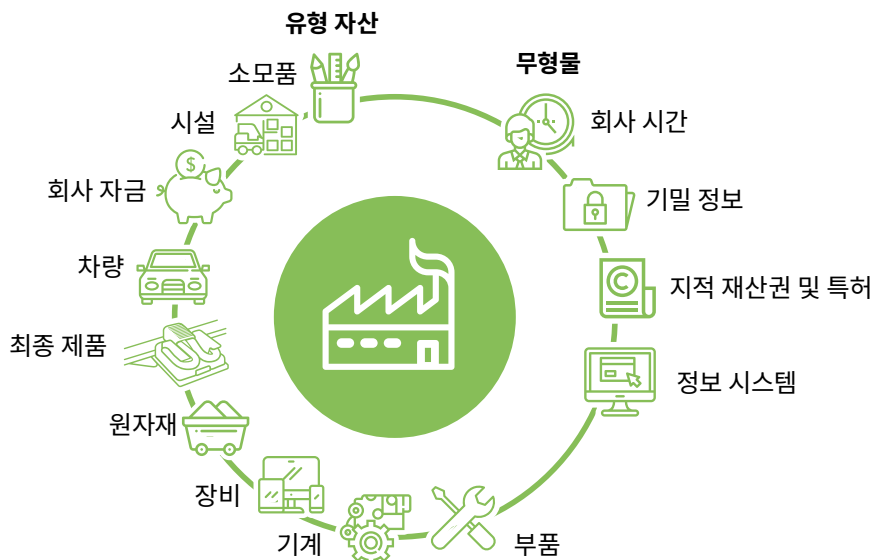 유형 자산
소모품
시설
회사 자금
$
차량
최종 제품
원자재
장비
기계
부품
무형물
회사 시간
기밀 정보
C
지적 재산권 및 특허
정보 시스템